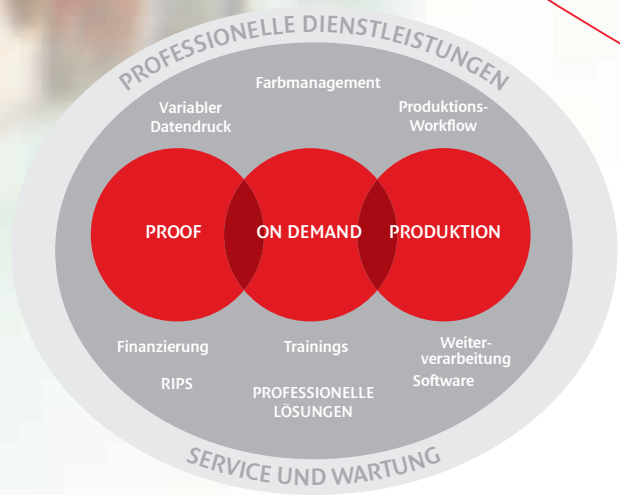 PROFESSIONELLE DIENSTLEISTUNGEN
Farbmanagement
Variabler
Datendruck
Produktions-
Workflow
PROOF
ON DEMAND
PRODUKTION
Finanzierung
Trainings
Weiter-
verarbeitung
RIPS
Software
PROFESSIONELLE
LÖSUNGEN
SERVICE UND WARTUNG